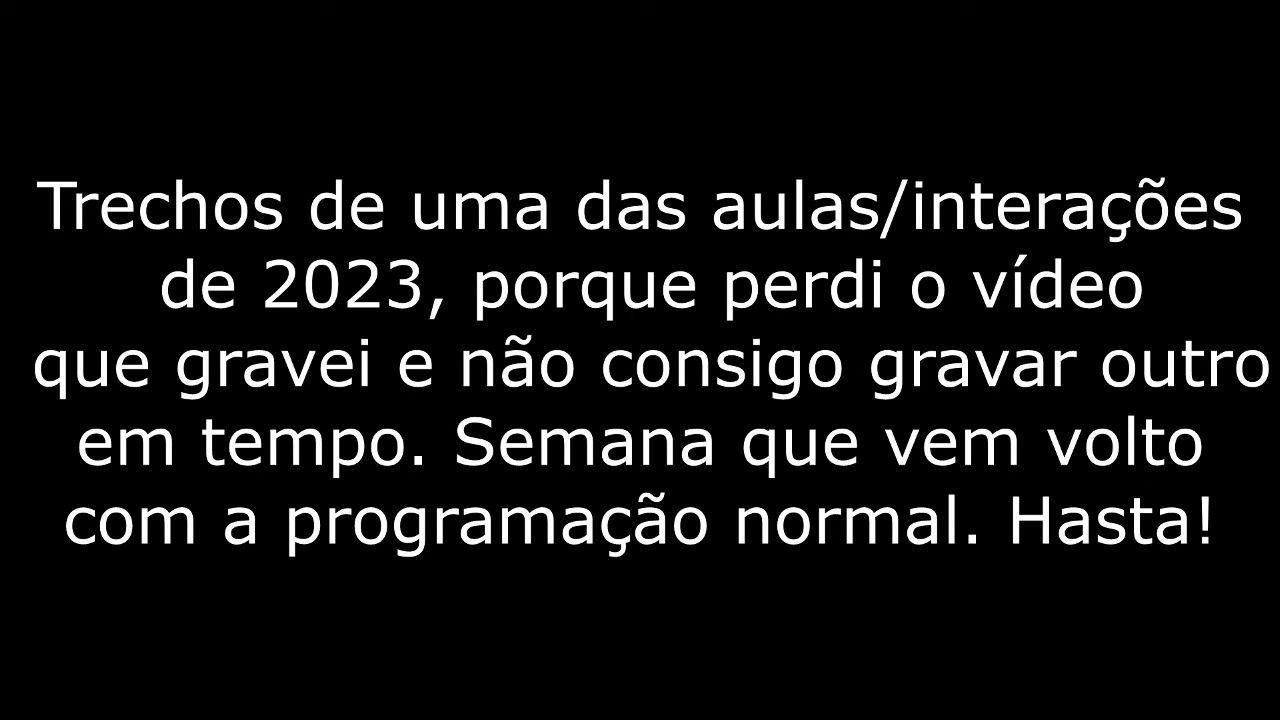 Trechos de uma das aulas/interações
de 2023, porque perdi o vídeo
que gravei e não consigo gravar outro
em tempo. Semana que vem volto
com a programação normal. Hasta!